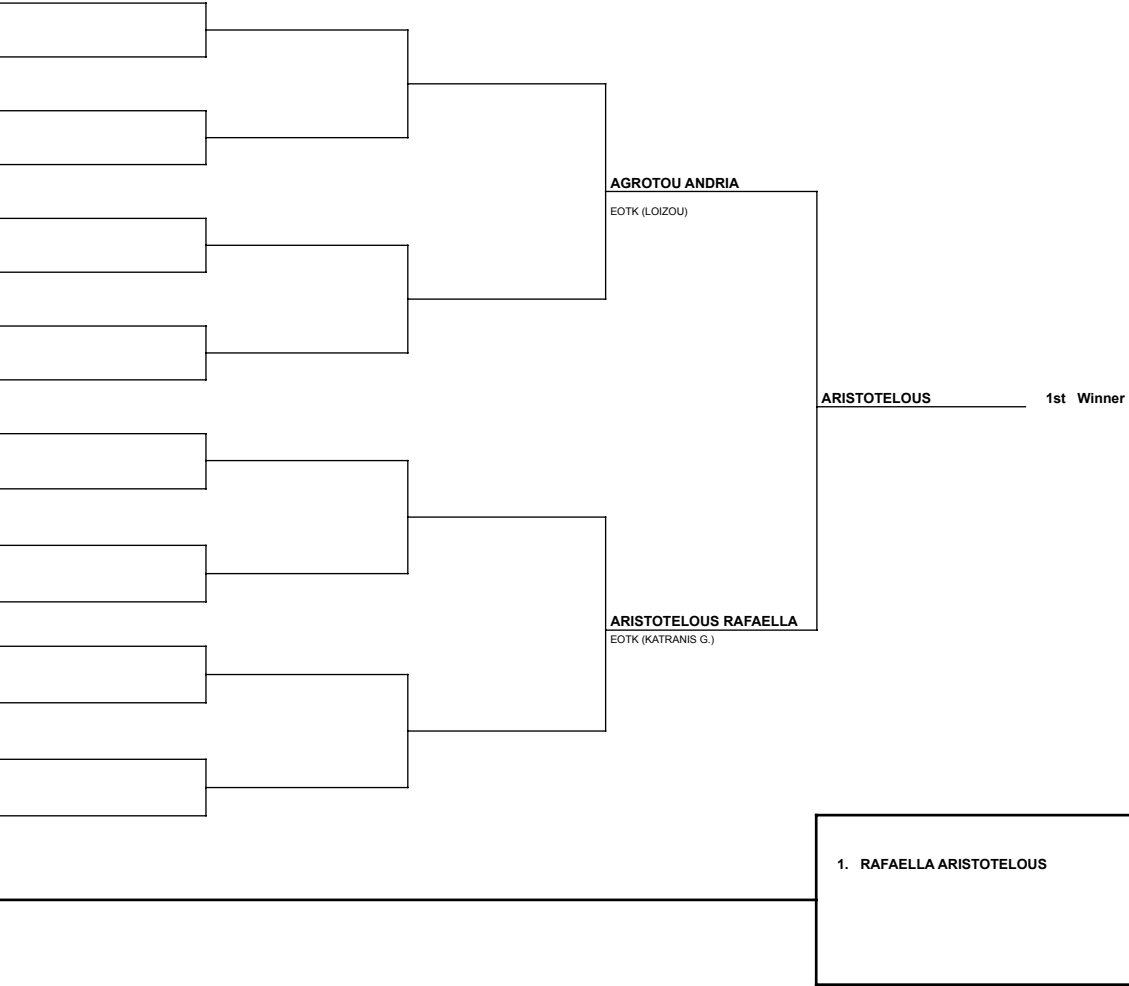 AGROTOU ANDRIA
EOTK (LOIZOU)
ARISTOTELOUS
1st Winner
ARISTOTELOUS RAFAELLA
EOTK (KATRANIS G.)
1. RAFAELLA ARISTOTELOUS